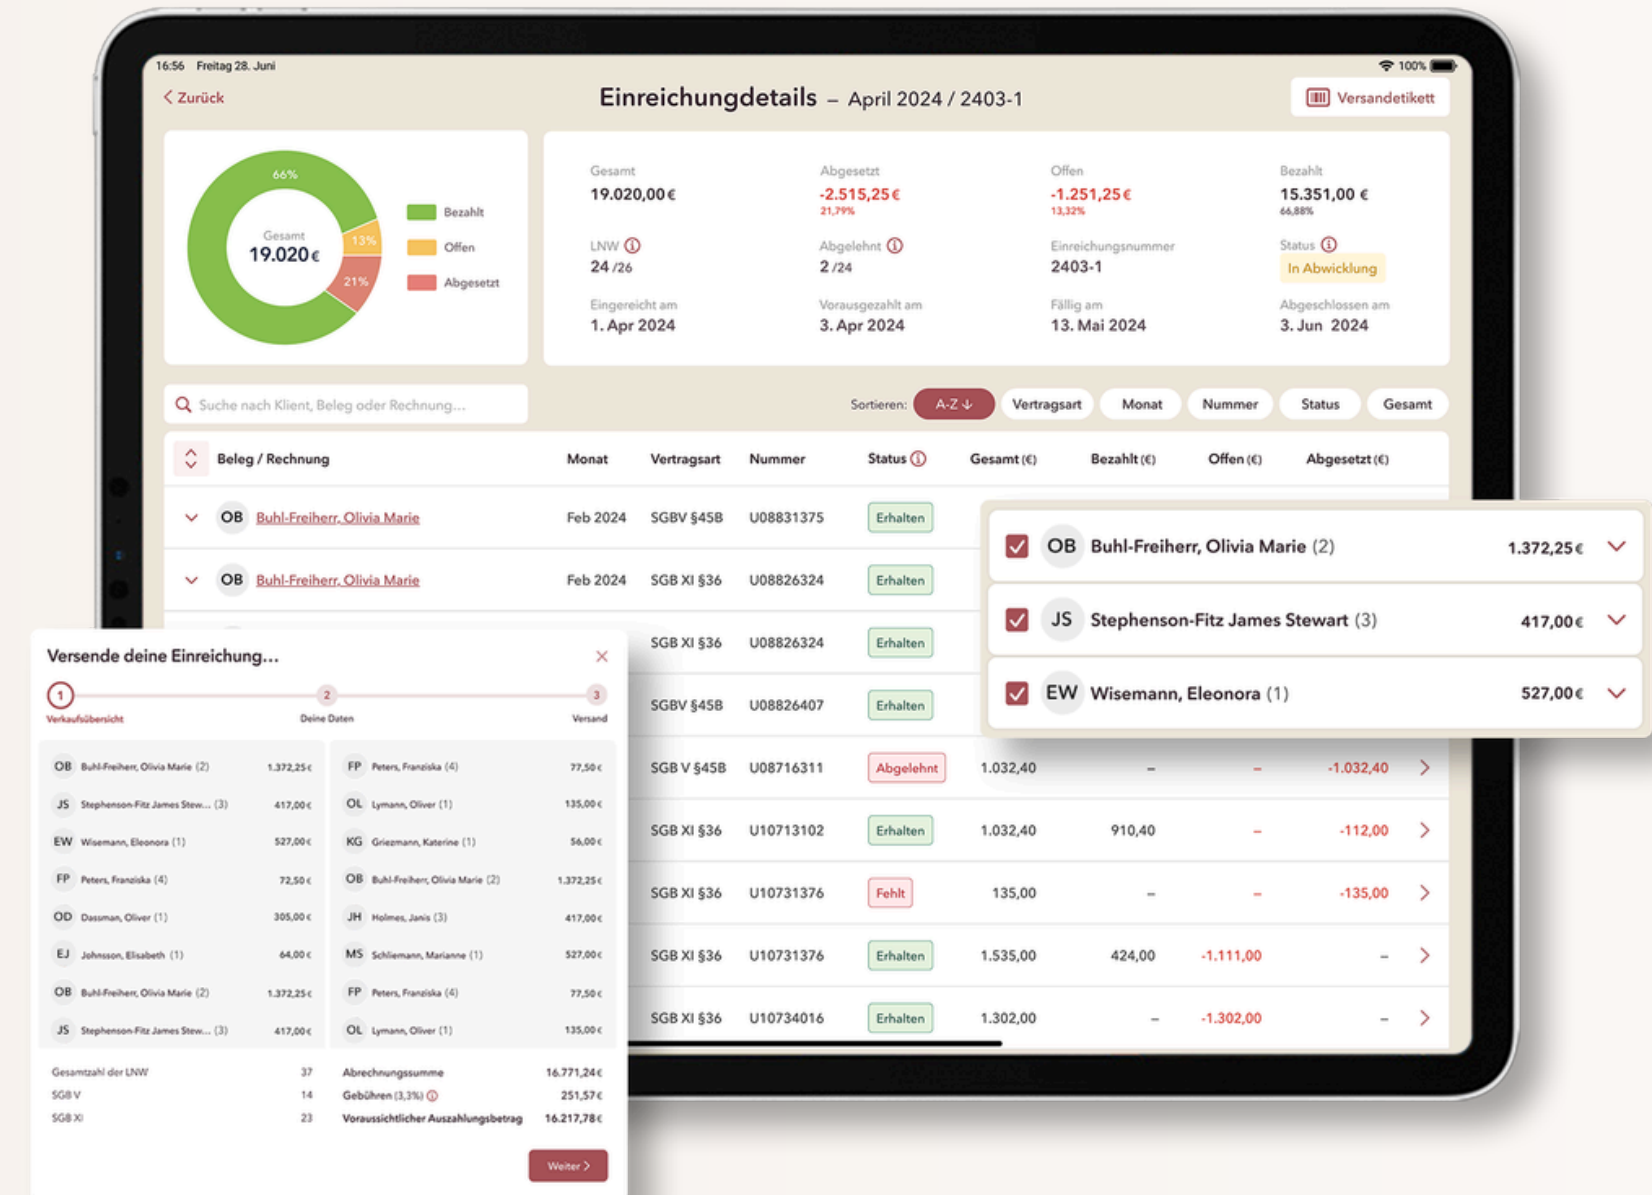 16:56 Freitag 28. Juni
100%
Zurück
Einreichungdetails – April 2024 / 2403-1
Versandetikett
66%
13%
21%
Gesamt
19.020 €
Bezahlt
Offen
Abgesetzt
Gesamt Abgesetzt Offen Bezahlt
19.020,00 € -2.515,25 € -1.251,25 € 15.351,00 €
21,79% 13,32% 66,88%
LNW Abgelehnt Einreichungsnummer Status
24 /26 2 /24 2403-1 In Abwicklung
Eingereicht am Vorausgezahlt am Fällig am Abgeschlossen am
1. Apr 2024 3. Apr 2024 13. Mai 2024 3. Jun 2024
Suche nach Klient, Beleg oder Rechnung...
Sortieren: A-Z ↓ Vertragsart Monat Nummer Status Gesamt
Beleg / Rechnung Monat Vertragsart Nummer Status Gesamt (€) Bezahlt (€) Offen (€) Abgesetzt (€)
OB Buhl-Freiherr, Olivia Marie Feb 2024 SGBV §45B U08831375 Erhalten
OB Buhl-Freiherr, Olivia Marie Feb 2024 SGB XI §36 U08826324 Erhalten
SGB XI §36 U08826324 Erhalten
SGBV §45B U08826407 Erhalten
SGB V §45B U08716311 Abgelehnt 1.032,40 – – -1.032,40
SGB XI §36 U10713102 Erhalten 1.032,40 910,40 – -112,00
SGB XI §36 U10731376 Fehlt 135,00 – – -135,00
SGB XI §36 U10731376 Erhalten 1.535,00 424,00 -1.111,00 –
SGB XI §36 U10734016 Erhalten 1.302,00 – -1.302,00 –
OB Buhl-Freiherr, Olivia Marie (2) 1.372,25 €
JS Stephenson-Fitz James Stewart (3) 417,00 €
EW Wisemann, Eleonora (1) 527,00 €
Versende deine Einreichung...
1 2 3
Verkaufsübersicht Deine Daten Versand
OB Buhl-Freiherr, Olivia Marie (2) 1.372,25 €
JS Stephenson-Fitz James Stew... (3) 417,00 €
EW Wisemann, Eleonora (1) 527,00 €
FP Peters, Franziska (4) 72,50 €
OD Dassman, Oliver (1) 305,00 €
EJ Johnsson, Elisabeth (1) 64,00 €
OB Buhl-Freiherr, Olivia Marie (2) 1.372,25 €
JS Stephenson-Fitz James Stew... (3) 417,00 €
FP Peters, Franziska (4) 77,50 €
OL Lymann, Oliver (1) 135,00 €
KG Griezmann, Katerine (1) 56,00 €
OB Buhl-Freiherr, Olivia Marie (2) 1.372,25 €
JH Holmes, Janis (3) 417,00 €
MS Schliemann, Marianne (1) 527,00 €
FP Peters, Franziska (4) 77,50 €
OL Lymann, Oliver (1) 135,00 €
Gesamtzahl der LNW 37
SGB V 14
SGB XI 23
Abrechnungssumme 16.771,24 €
Gebühren (3,3%) 251,57 €
Voraussichtlicher Auszahlungsbetrag 16.217,78 €
Weiter >